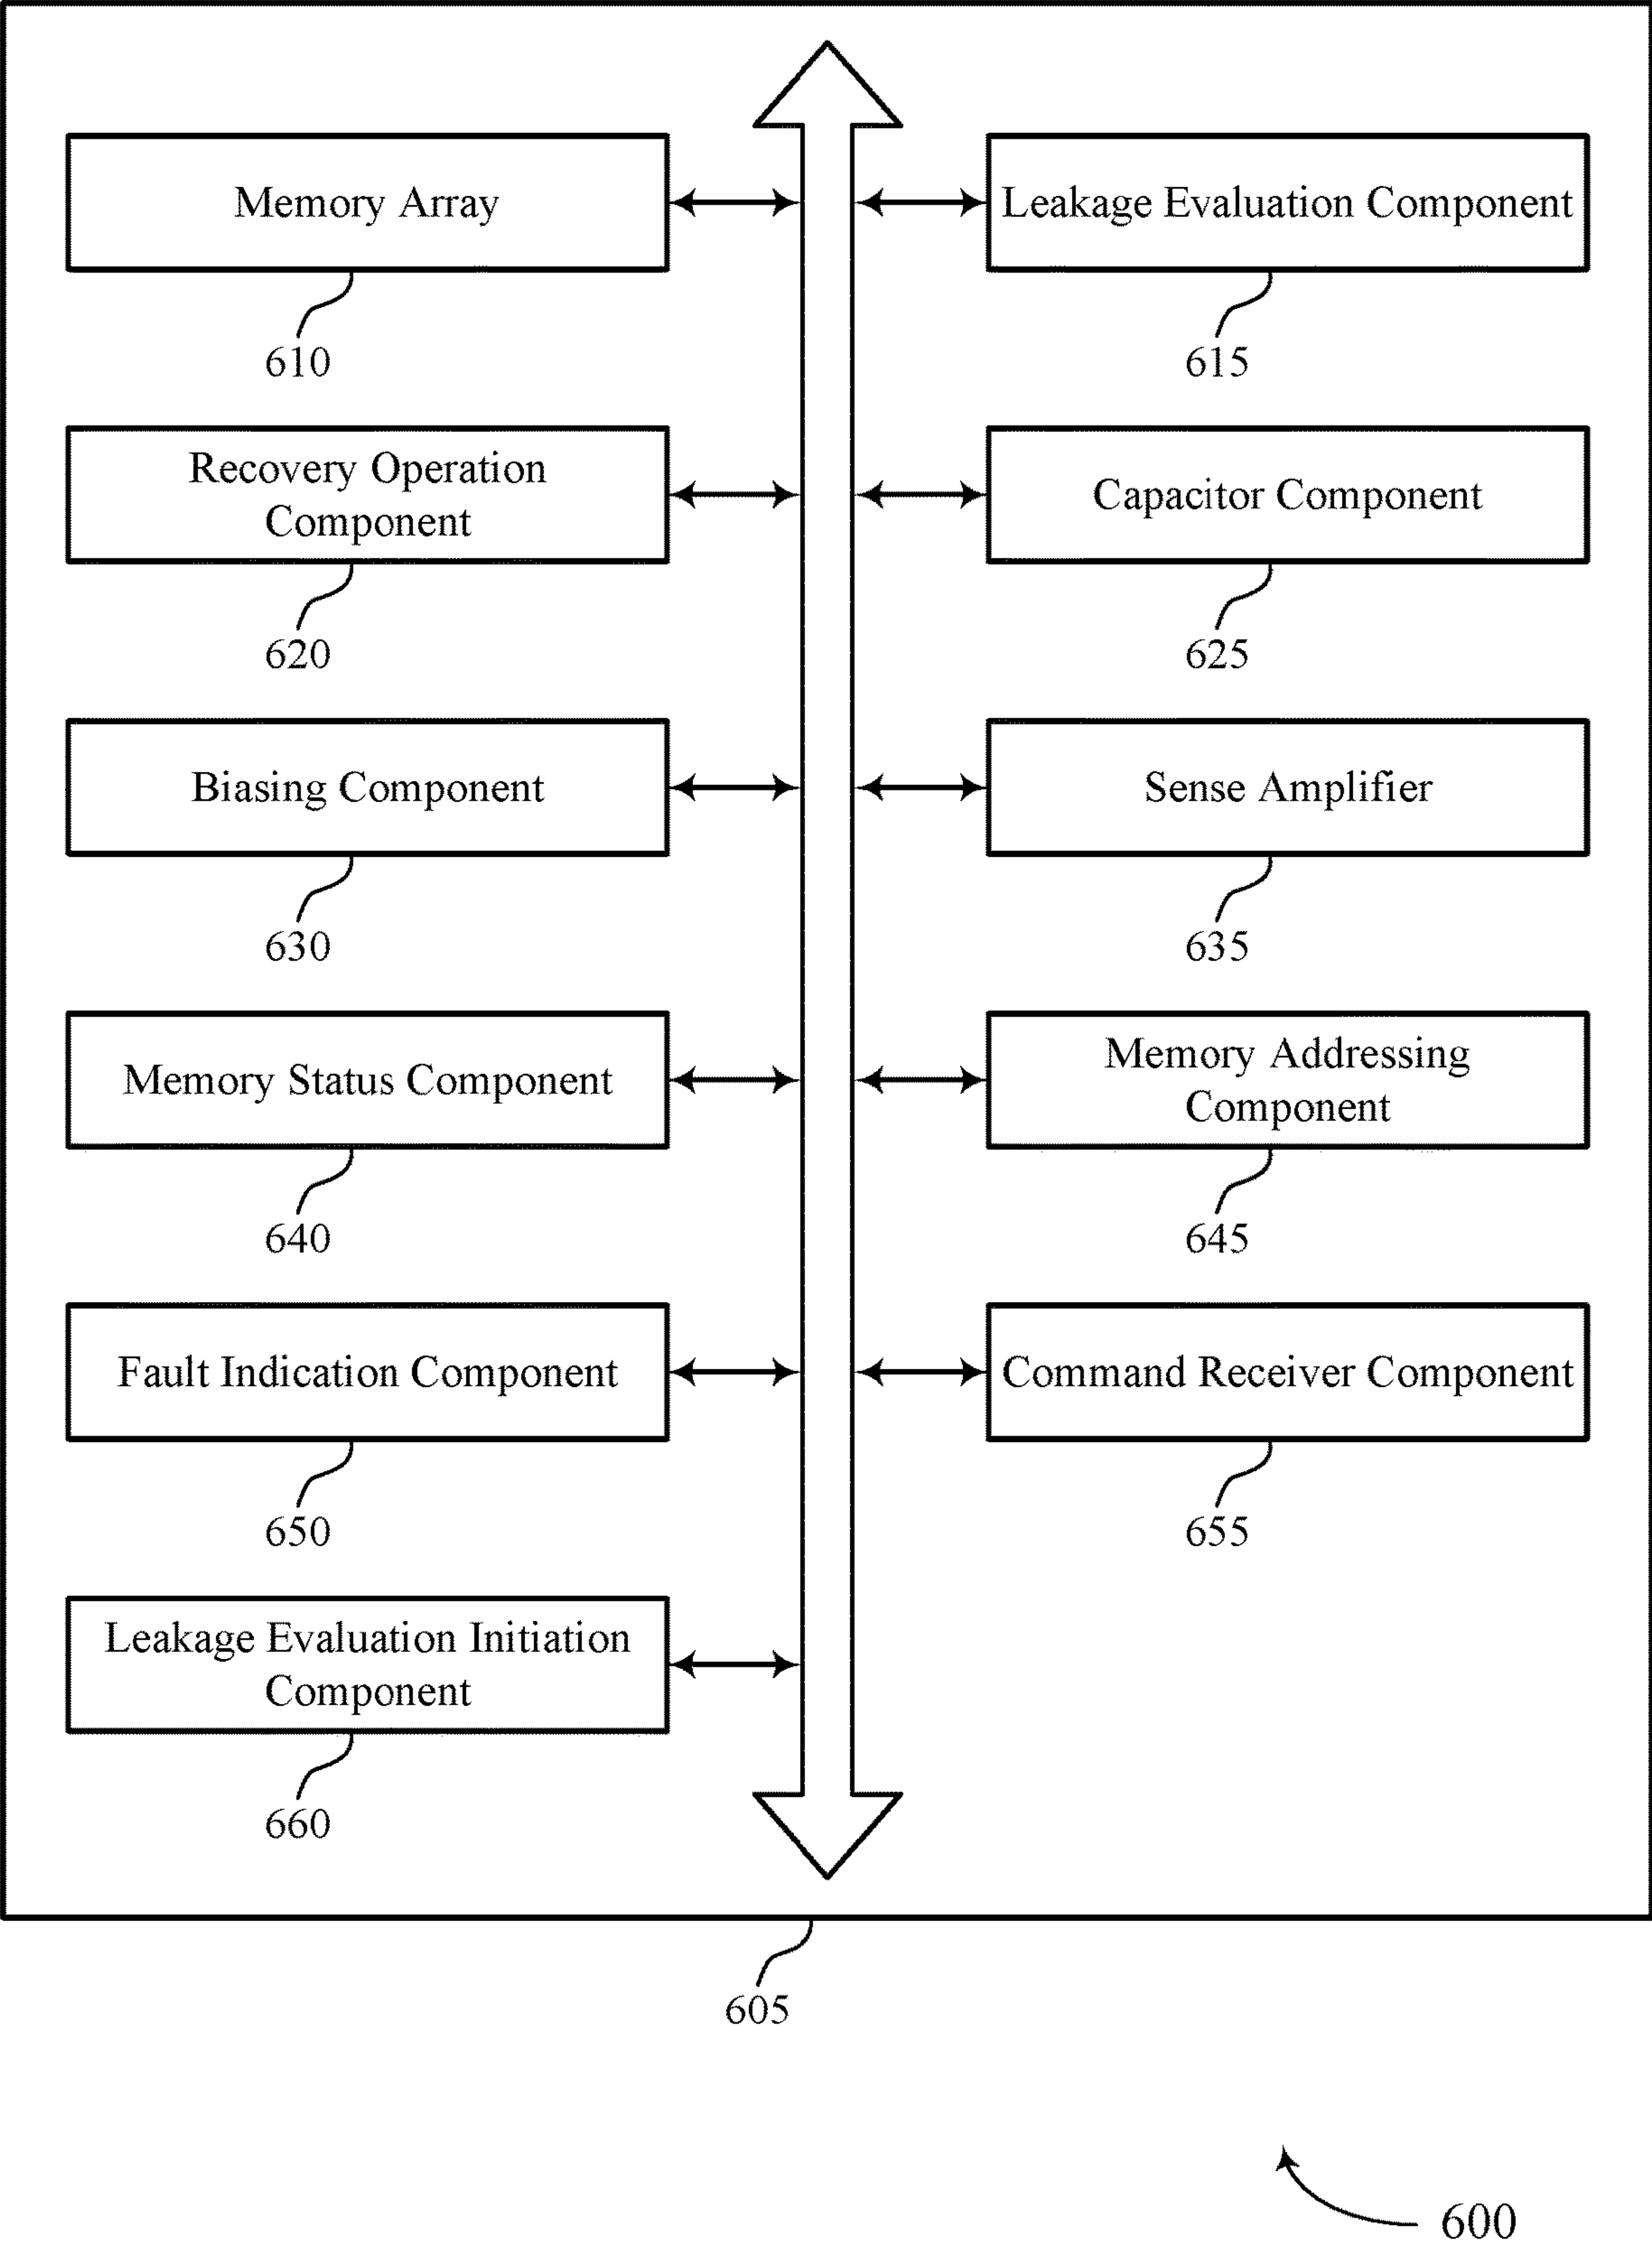 Memory Array
610
Leakage Evaluation Component
615
Recovery Operation
Component
620
Capacitor Component
625
Biasing Component
630
Sense Amplifier
635
Memory Status Component
640
Memory Addressing
Component
645
Fault Indication Component
650
Command Receiver Component
655
Leakage Evaluation Initiation
Component
660
605
600